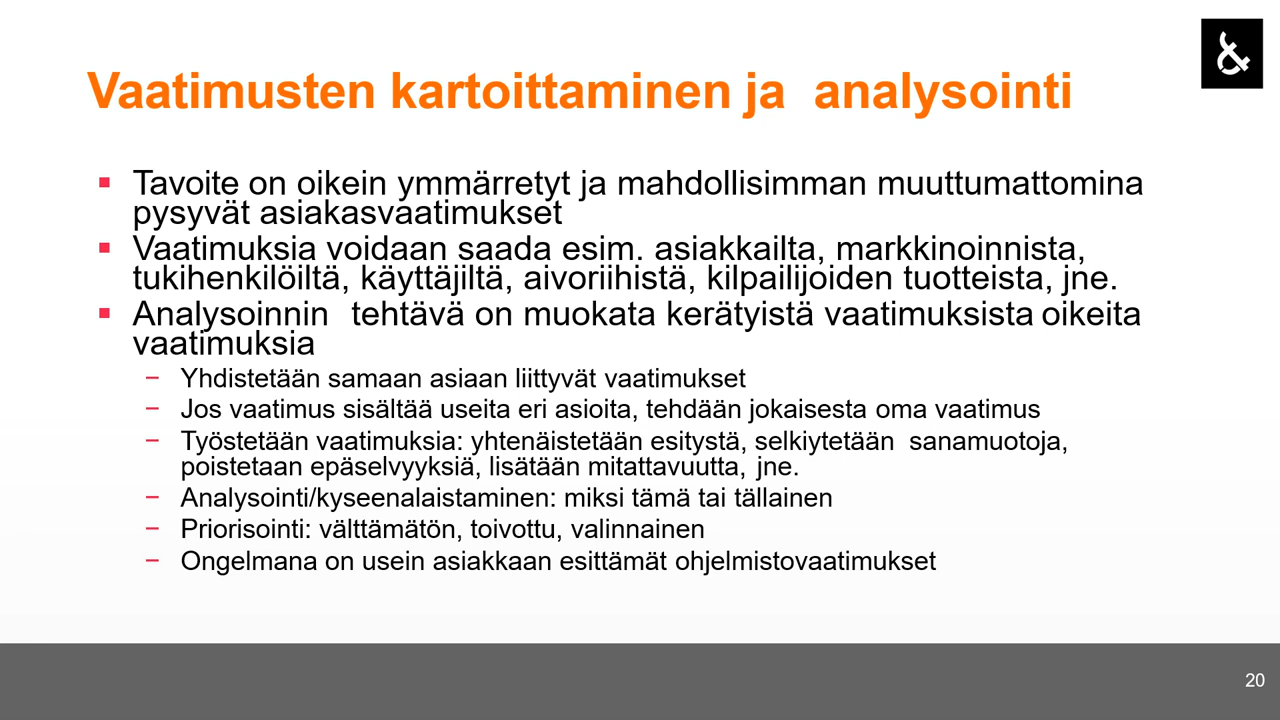 &
Vaatimusten kartoittaminen ja analysointi
▪ Tavoite on oikein ymmärretyt ja mahdollisimman muuttumattomina
pysyvät asiakasvaatimukset
▪ Vaatimuksia voidaan saada esim. asiakkailta, markkinoinnista,
tukihenkilöiltä, käyttäjiltä, aivoriihistä, kilpailijoiden tuotteista, jne.
▪ Analysoinnin tehtävä on muokata kerätyistä vaatimuksista oikeita
vaatimuksia
− Yhdistetään samaan asiaan liittyvät vaatimukset
− Jos vaatimus sisältää useita eri asioita, tehdään jokaisesta oma vaatimus
− Työstetään vaatimuksia: yhtenäistetään esitystä, selkiytetään sanamuotoja,
poistetaan epäselvyyksiä, lisätään mitattavuutta, jne.
− Analysointi/kyseenalaistaminen: miksi tämä tai tällainen
− Priorisointi: välttämätön, toivottu, valinnainen
− Ongelmana on usein asiakkaan esittämät ohjelmistovaatimukset
20